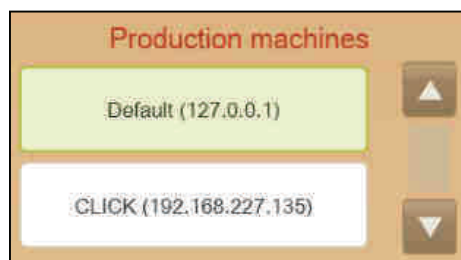 Production machines
Default (127.0.0.1)
CLICK (192.168.227.135)